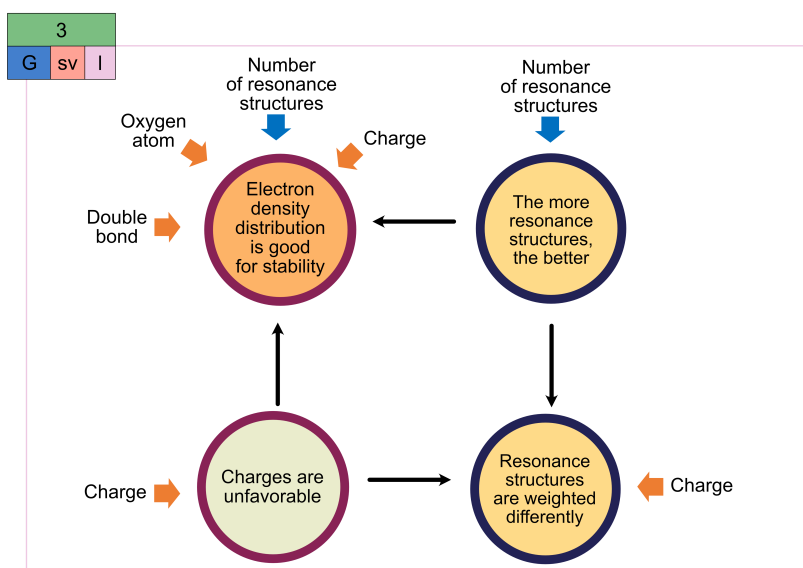 3
G sv I
Number
of resonance
structures
Number
of resonance
structures
Oxygen
atom
Charge
Double
bond
Electron
density
distribution
is good
for stability
The more
resonance
structures,
the better
Charge
Charges are
unfavorable
Resonance
structures
are weighted
differently
Charge